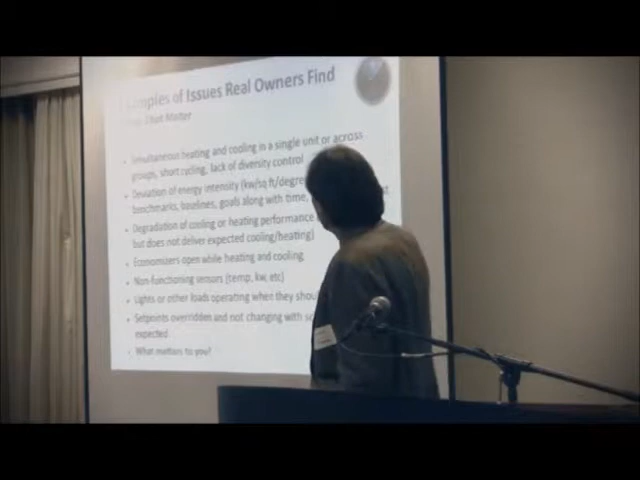 mples of Issues Real Owners Find
that Matter
Simultaneous heating and cooling in a single unit or across
groups, short cycling, lack of diversity control
Deviation of energy intensity (kw/sq ft/degre
benchmarks, baselines, goals along with time,
Degradation of cooling or heating performance
but does not deliver expected cooling/heating)
Economizers open while heating and cooling
Non-functioning sensors (temp, kw, etc)
Lights or other loads operating when they shou
Setpoints overridden and not changing with s
expected.
What matters to you?